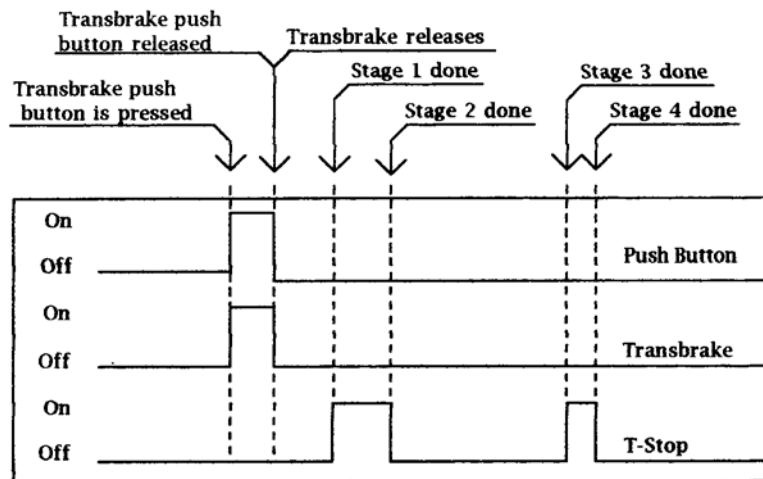 Transbrake push
button released
Transbrake releases
Stage 1 done
Stage 3 done
Transbrake push
button is pressed
Stage 2 done
Stage 4 done
On
Off
Push Button
On
Off
Transbrake
On
Off
T-Stop